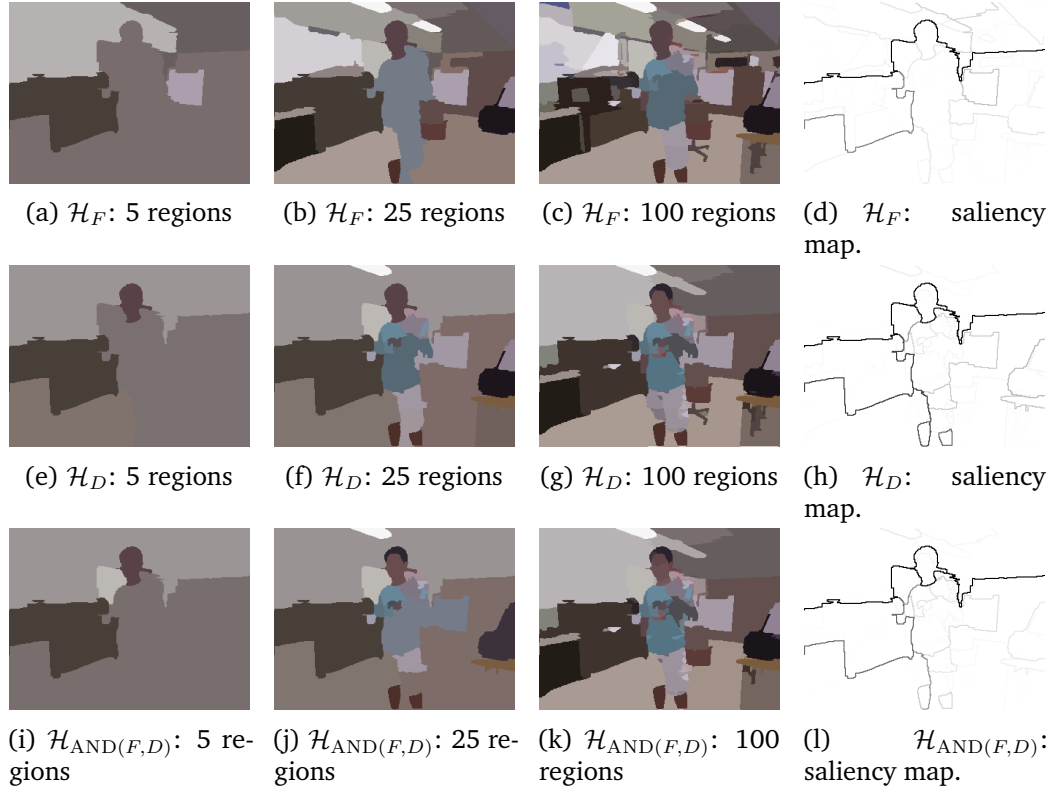 (a) $\mathcal{H}_F$: 5 regions
(b) $\mathcal{H}_F$: 25 regions
(c) $\mathcal{H}_F$: 100 regions
(d) $\mathcal{H}_F$: saliency
map.
(e) $\mathcal{H}_D$: 5 regions
(f) $\mathcal{H}_D$: 25 regions
(g) $\mathcal{H}_D$: 100 regions
(h) $\mathcal{H}_D$: saliency
map.
(i) $\mathcal{H}_{\mathrm{AND}(F,D)}$: 5 re-
gions
(j) $\mathcal{H}_{\mathrm{AND}(F,D)}$: 25 re-
gions
(k) $\mathcal{H}_{\mathrm{AND}(F,D)}$: 100
regions
(l) $\mathcal{H}_{\mathrm{AND}(F,D)}$:
saliency map.